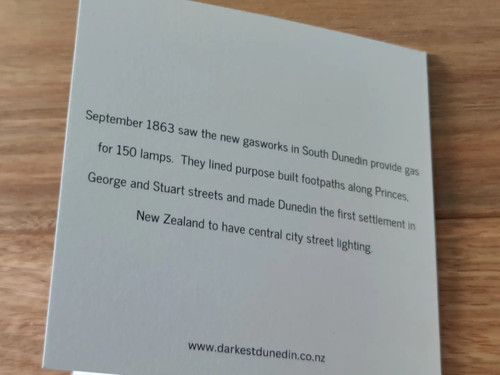 September 1863 saw the new gasworks in South Dunedin provide gas
for 150 lamps. They lined purpose built footpaths along Princes,
George and Stuart streets and made Dunedin the first settlement in
New Zealand to have central city street lighting.
www.darkestdunedin.co.nz